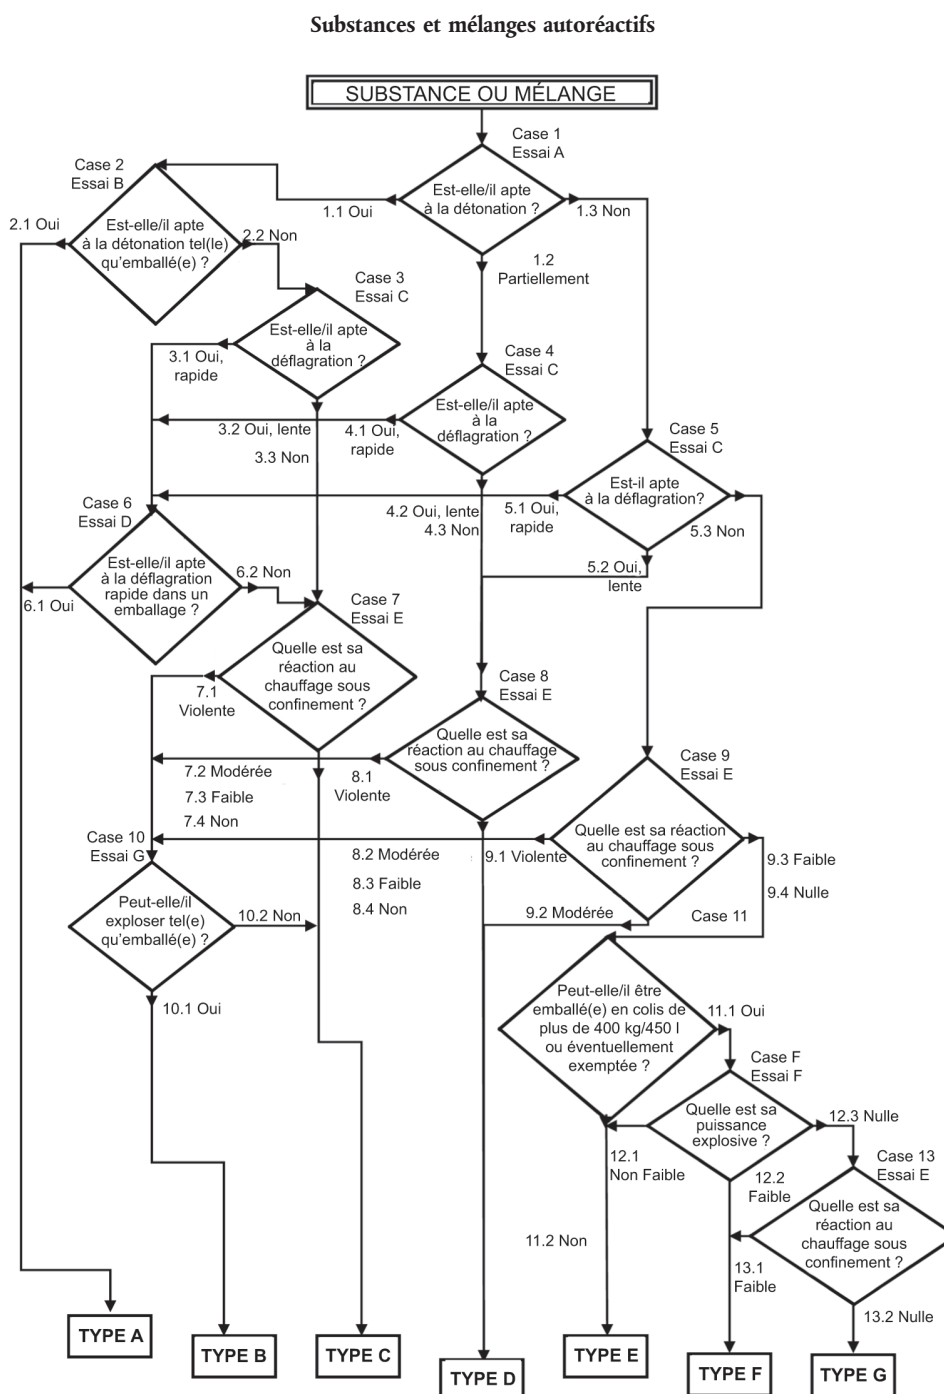 Substances et mélanges autoréactifs
SUBSTANCE OU MÉLANGE
Case 1
Essai A
Est-elle/il apte
à la détonation ?
1.1 Oui
1.3 Non
1.2
Partiellement
Case 2
Essai B
Est-elle/il apte
à la détonation tel(le)
qu'emballé(e) ?
2.1 Oui
2.2 Non
Case 3
Essai C
Est-elle/il apte
à la
déflagration ?
3.1 Oui,
rapide
3.2 Oui, lente
3.3 Non
Case 4
Essai C
Est-elle/il apte
à la
déflagration ?
4.1 Oui,
rapide
4.2 Oui, lente
4.3 Non
Case 5
Essai C
Est-il apte
à la déflagration?
5.1 Oui,
rapide
5.3 Non
5.2 Oui,
lente
Case 6
Essai D
Est-elle/il apte
à la déflagration
rapide dans un
emballage ?
6.1 Oui
6.2 Non
Case 7
Essai E
Quelle est sa
réaction au
chauffage sous
confinement ?
7.1
Violente
7.2 Modérée
7.3 Faible
7.4 Non
Case 8
Essai E
Quelle est sa
réaction au chauffage
sous confinement ?
8.1
Violente
8.2 Modérée
8.3 Faible
8.4 Non
Case 9
Essai E
Quelle est sa réaction
au chauffage sous
confinement ?
9.1 Violente
9.2 Modérée
9.3 Faible
9.4 Nulle
Case 10
Essai G
Peut-elle/il
exploser tel(e)
qu'emballé(e) ?
10.2 Non
10.1 Oui
Case 11
Peut-elle/il être
emballé(e) en colis de
plus de 400 kg/450 l
ou éventuellement
exemptée ?
11.1 Oui
11.2 Non
Case F
Essai F
Quelle est sa
puissance
explosive ?
12.1
Non Faible
12.2
Faible
12.3 Nulle
Case 13
Essai E
Quelle est sa
réaction au
chauffage sous
confinement ?
13.1
Faible
13.2 Nulle
TYPE A
TYPE B
TYPE C
TYPE D
TYPE E
TYPE F
TYPE G